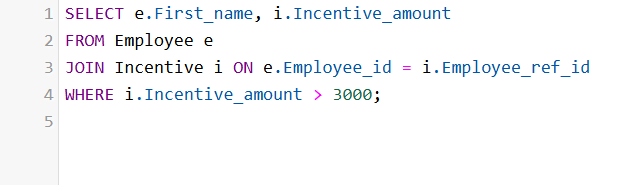 1 SELECT e.First_name, i.Incentive_amount
2 FROM Employee e
3 JOIN Incentive i ON e.Employee_id = i.Employee_ref_id
4 WHERE i.Incentive_amount > 3000;
5